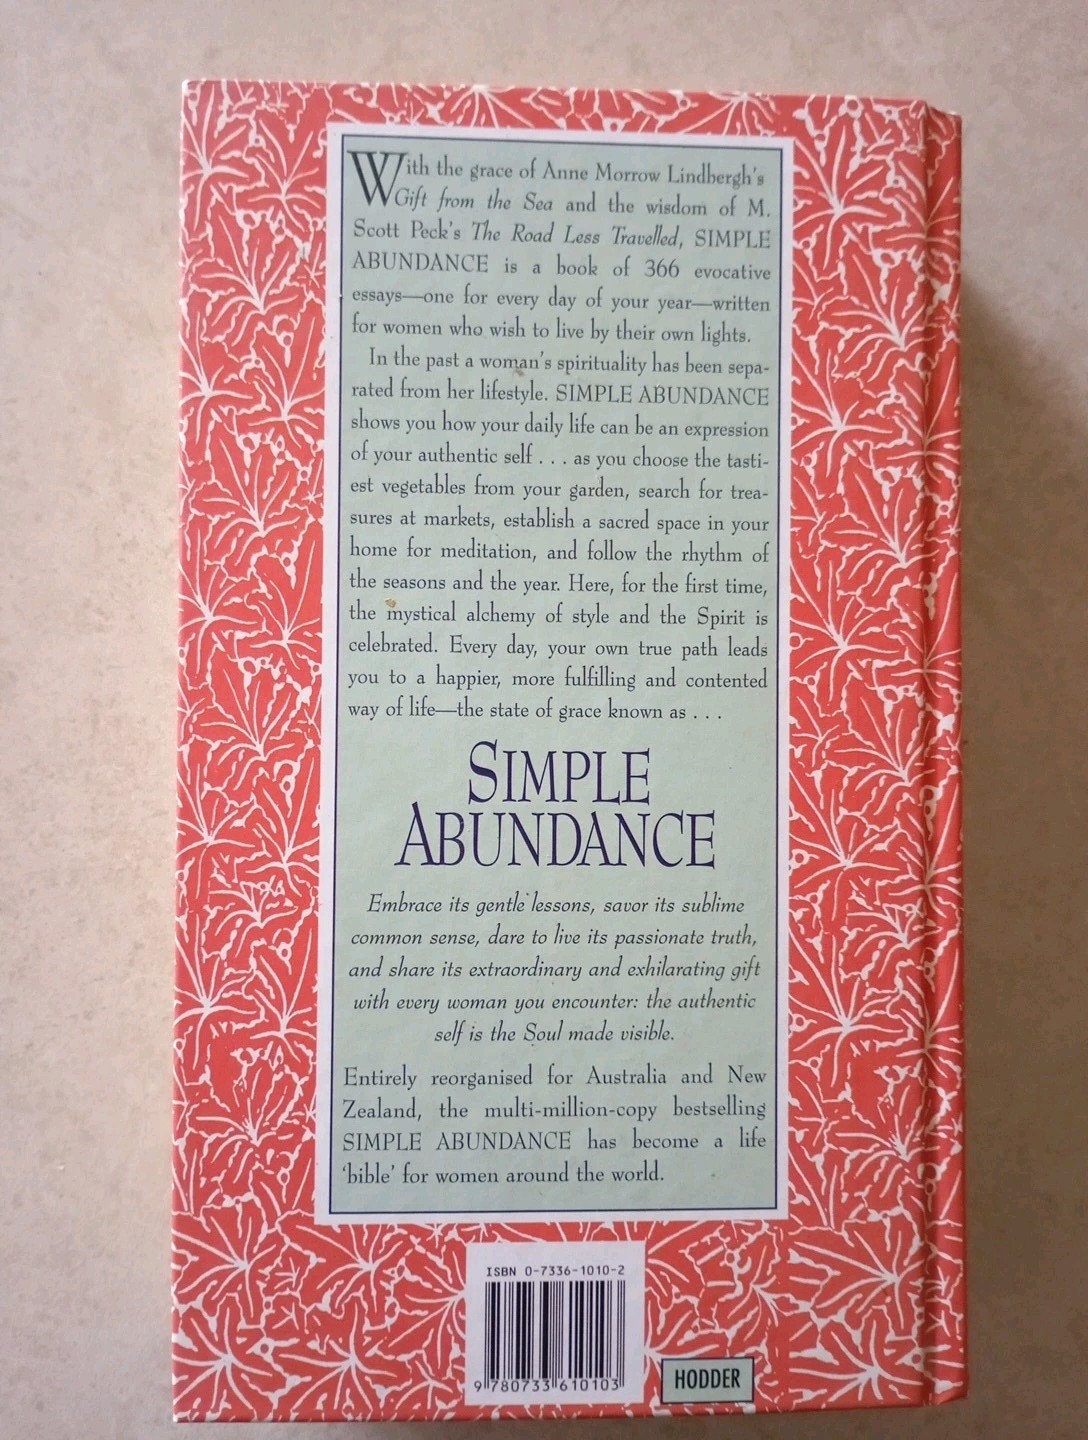 With the grace of Anne Morrow Lindbergh's
Gift from the Sea and the wisdom of M.
Scott Peck's The Road Less Travelled, SIMPLE
ABUNDANCE is a book of 366 evocative
essays—one for every day of your year—written
for women who wish to live by their own lights.
In the past a woman's spirituality has been sepa-
rated from her lifestyle. SIMPLE ABUNDANCE
shows you how your daily life can be an expression
of your authentic self . . . as you choose the tasti-
est vegetables from your garden, search for trea-
sures at markets, establish a sacred space in your
home for meditation, and follow the rhythm of
the seasons and the year. Here, for the first time,
the mystical alchemy of style and the Spirit is
celebrated. Every day, your own true path leads
you to a happier, more fulfilling and contented
way of life—the state of grace known as . . .
SIMPLE
ABUNDANCE
Embrace its gentle lessons, savor its sublime
common sense, dare to live its passionate truth,
and share its extraordinary and exhilarating gift
with every woman you encounter: the authentic
self is the Soul made visible.
Entirely reorganised for Australia and New
Zealand, the multi-million-copy bestselling
SIMPLE ABUNDANCE has become a life
'bible' for women around the world.
ISBN 0-7336-1010-2
9 780733 610103
HODDER